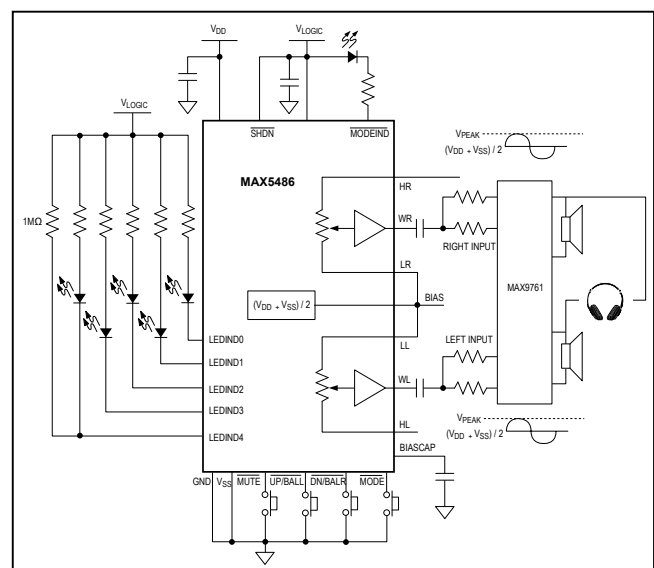 VDD
VLOGIC
VLOGIC
SHDN
MODEIND
MAX5486
1MΩ
HR
WR
LR
(VDD + VSS) / 2
BIAS
LL
WL
HL
BIASCAP
LEDIND0
LEDIND1
LEDIND2
LEDIND3
LEDIND4
GND VSS MUTE UP/BALL DN/BALR MODE
VPEAK
(VDD + VSS) / 2
RIGHT INPUT
MAX9761
LEFT INPUT
VPEAK
(VDD + VSS) / 2